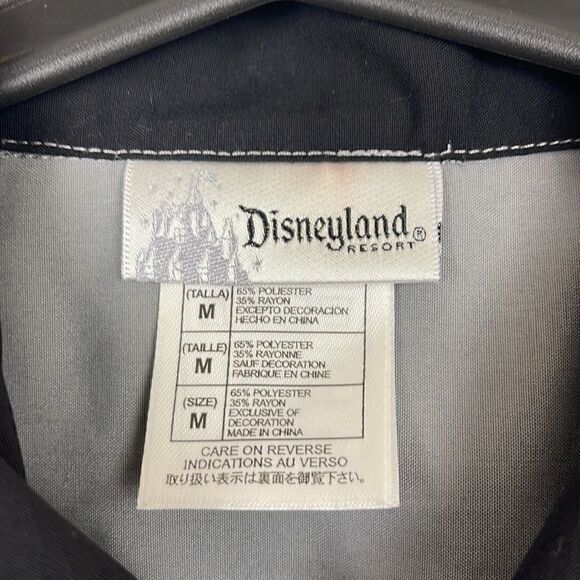 Disneyland®
RESORT
(TALLA)
M
65% POLIESTER
35% RAYON
EXCEPTO DECORACIÓN
HECHO EN CHINA
(TAILLE)
M
65% POLYESTER
35% RAYONNE
SAUF DECORATION
FABRIQUE EN CHINE
(SIZE)
M
65% POLYESTER
35% RAYON
EXCLUSIVE OF
DECORATION
MADE IN CHINA
CARE ON REVERSE
INDICATIONS AU VERSO
取り扱い表示は裏面を御覧下さい。